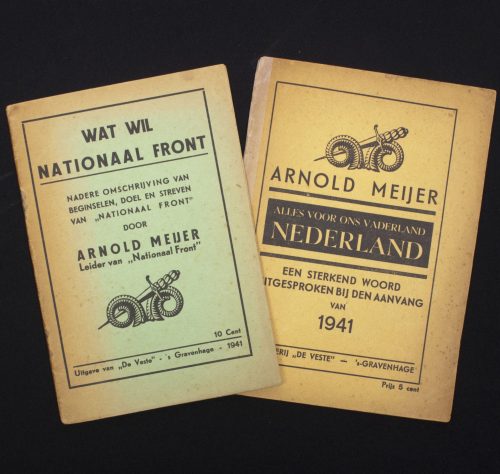 WAT WIL
NATIONAAL FRONT
NADERE OMSCHRIJVING VAN
BEGINSELEN, DOEL EN STREVEN
VAN „NATIONAAL FRONT"
DOOR
ARNOLD MEIJER
Leider van „Nationaal Front"
10 Cent
Uitgave van „De Veste" - 's Gravenhage - 1941
ARNOLD MEIJER
ALLES VOOR ONS VADERLAND
NEDERLAND
EEN STERKEND WOORD
ITGESPROKEN BIJ DEN AANVANG
VAN
1941
ERIJ „DE VESTE" — 's-GRAVENHAGE
Prijs 5 cent